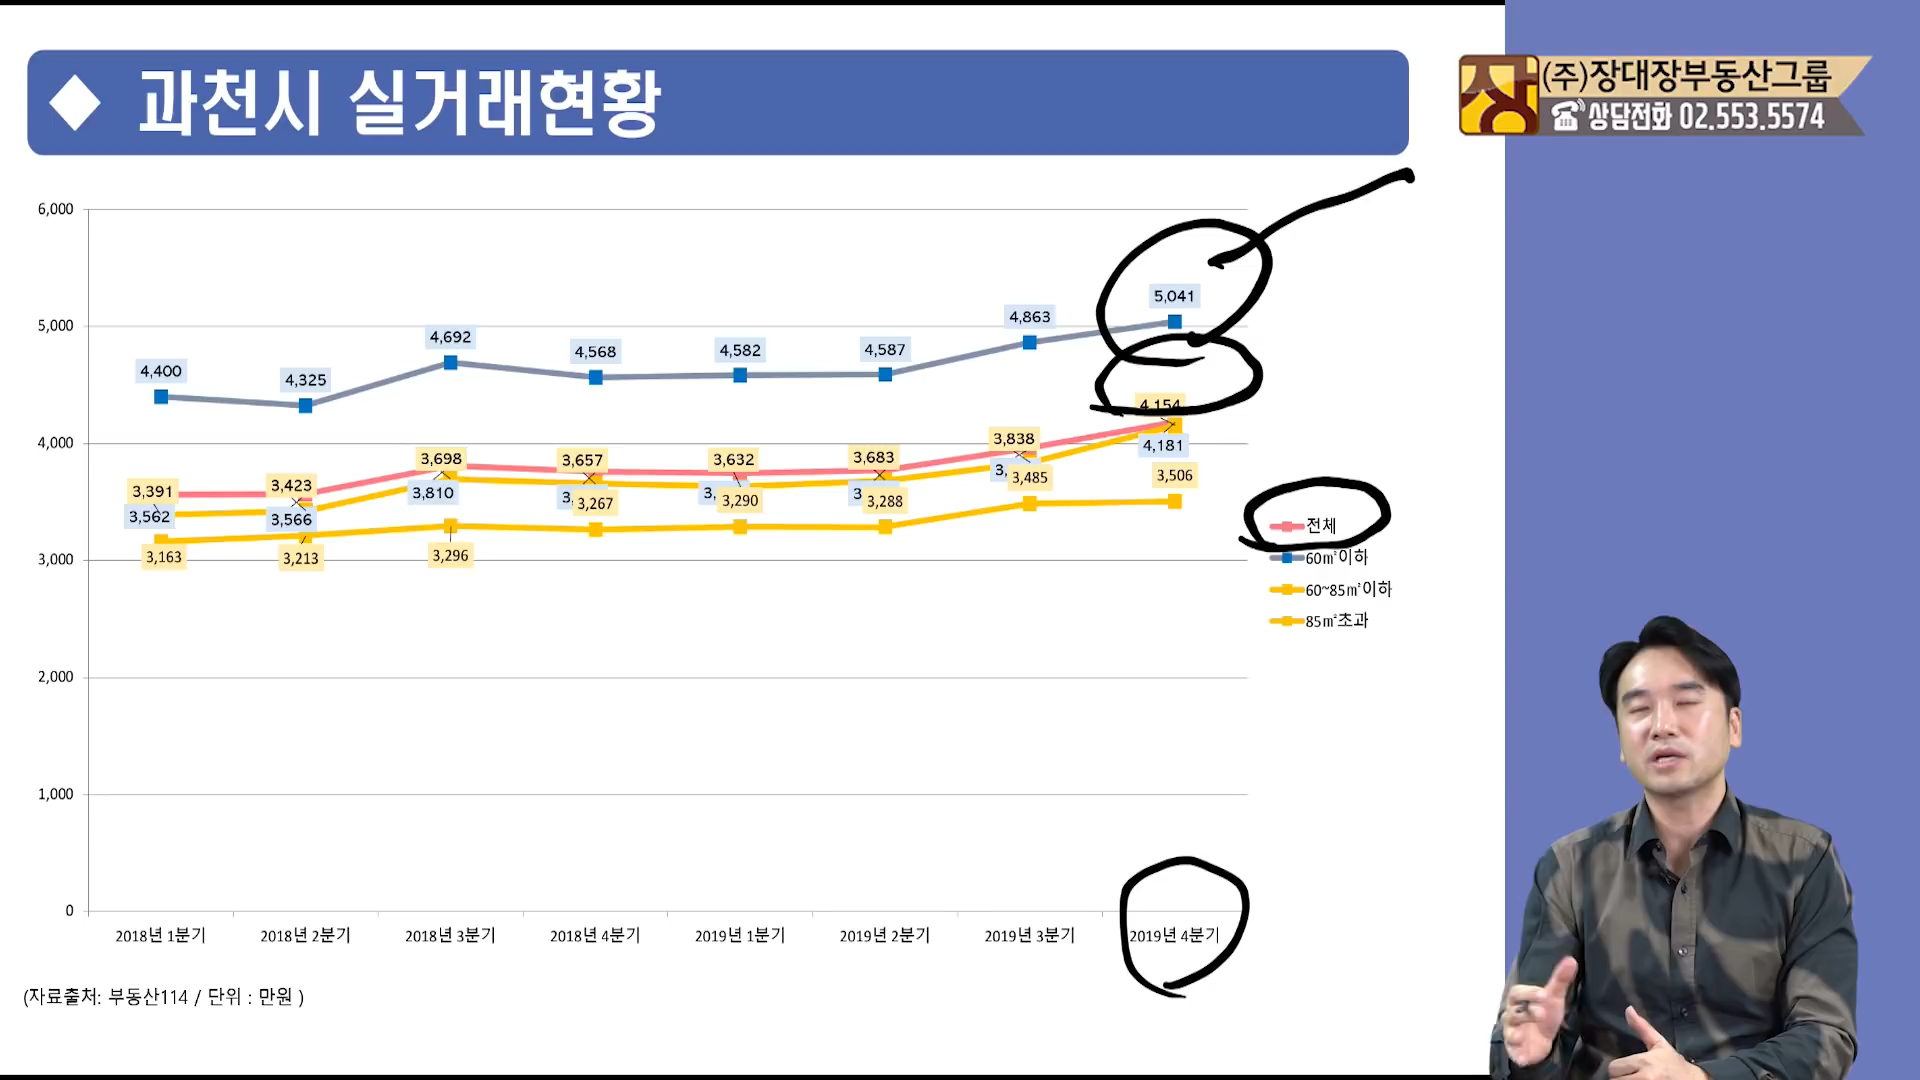 과천시 실거래현황
(주)장대장부동산그룹
상담전화 02.553.5574
6,000
5,000
4,000
3,000
2,000
1,000
0
4,400
4,325
4,692
4,568
4,582
4,587
4,863
5,041
3,391
3,423
3,698
3,657
3,632
3,683
3,838
4,154
3,562
3,566
3,810
4,181
3,163
3,213
3,296
3,267
3,290
3,288
3,485
3,506
전체
60㎡이하
60~85㎡이하
85㎡초과
2018년 1분기
2018년 2분기
2018년 3분기
2018년 4분기
2019년 1분기
2019년 2분기
2019년 3분기
2019년 4분기
(자료출처: 부동산114 / 단위 : 만원 )